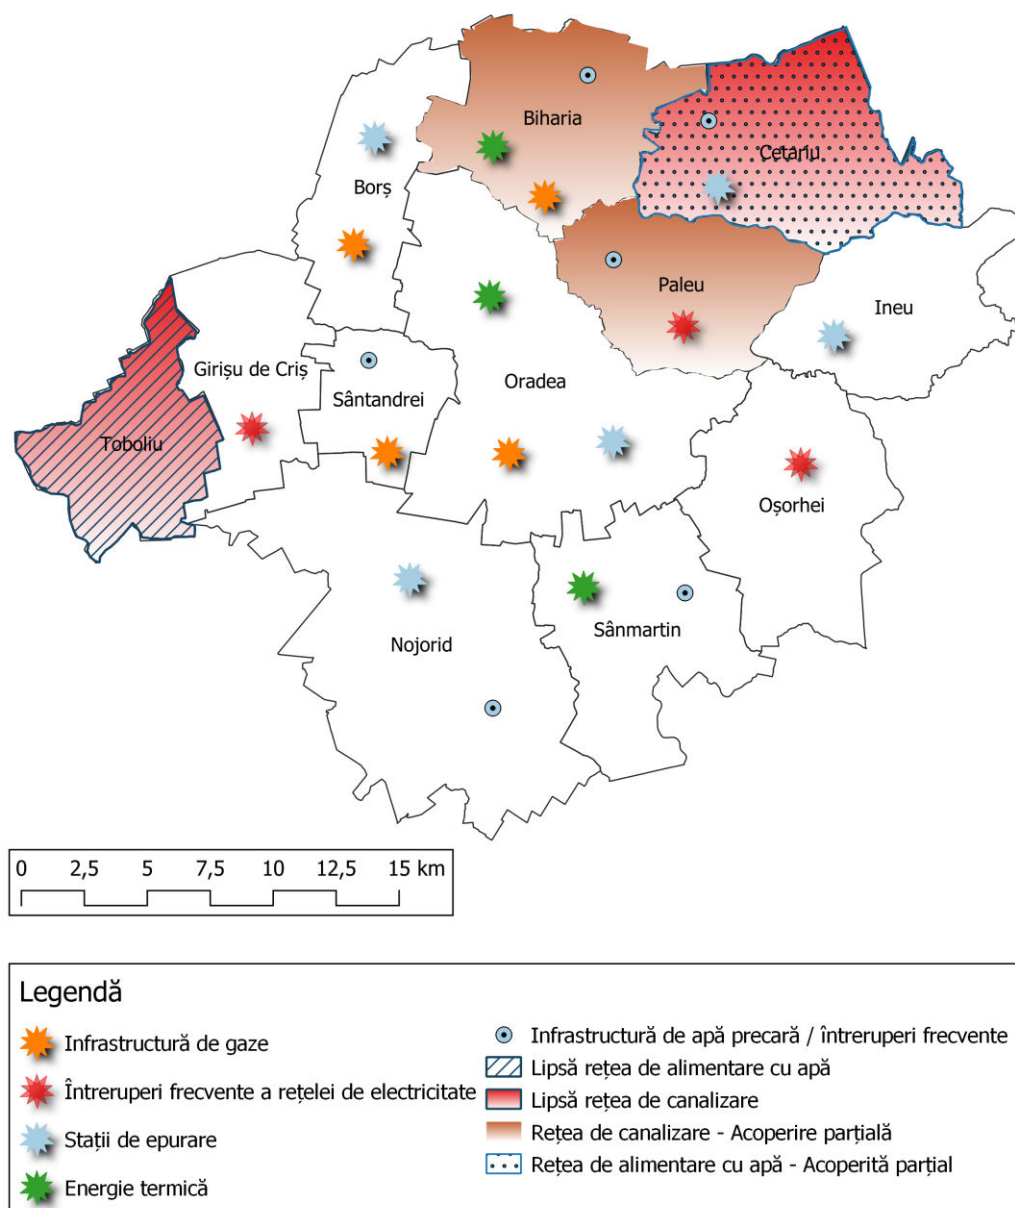 Biharia
Cetariu
Borș
Paleu
Ineu
Girișu de Criș
Sântandrei
Oradea
Toboliu
Oșorhei
Nojorid
Sânmartin
0 2,5 5 7,5 10 12,5 15 km
Legendă
Infrastructură de gaze
Întreruperi frecvente a rețelei de electricitate
Stații de epurare
Energie termică
Infrastructură de apă precară / întreruperi frecvente
Lipsă rețea de alimentare cu apă
Lipsă rețea de canalizare
Rețea de canalizare - Acoperire parțială
Rețea de alimentare cu apă - Acoperită parțial